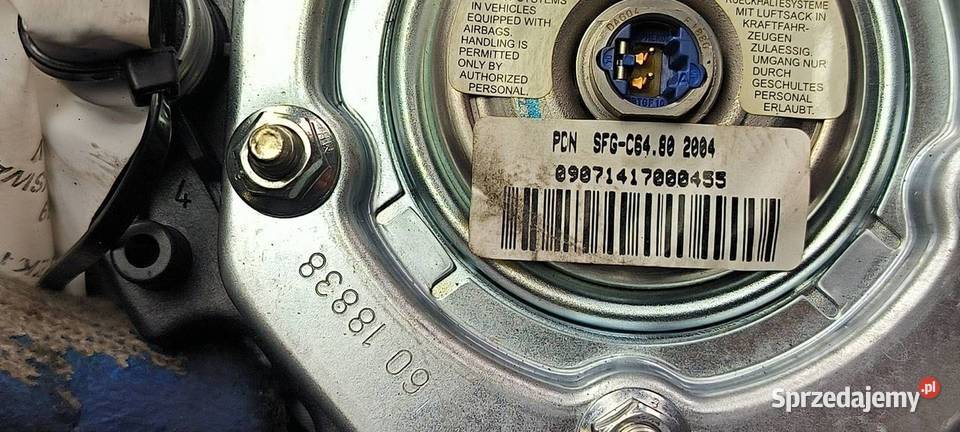 IN VEHICLES
EQUIPPED WITH
AIRBAGS.
HANDLING IS
PERMITTED
ONLY BY
AUTHORIZED
PERSONAL.
RUECKHALTESYSTEME
MIT LUFTSACK IN
KRAFTFAHR-
ZEUGEN
ZULAESSIG.
UMGANG NUR
DURCH
GESCHULTES
PERSONAL
ERLAUBT.
PDN SFG-C64.80 2004
09071417000455
4
60 18838
Sprzedajemy.pl